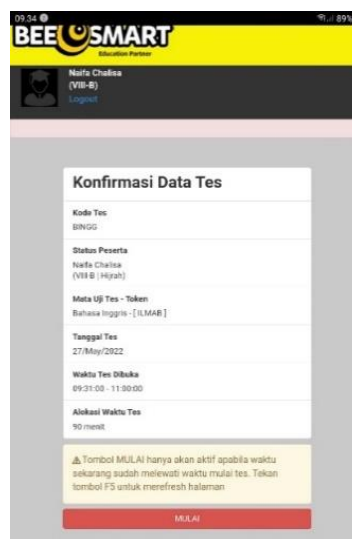 09.34
89%
BEE SMART
Education Partner
Naifa Chalisa
(VIII-B)
Logout
Konfirmasi Data Tes
Kode Tes
BINGG
Status Peserta
Naifa Chalisa
(VIII-B | Hijrah)
Mata Uji Tes - Token
Bahasa Inggris - [ ILMAB ]
Tanggal Tes
27/May/2022
Waktu Tes Dibuka
09:31:00 - 11:00:00
Alokasi Waktu Tes
90 menit
Tombol MULAI hanya akan aktif apabila waktu
sekarang sudah melewati waktu mulai tes. Tekan
tombol F5 untuk merefresh halaman
MULAI